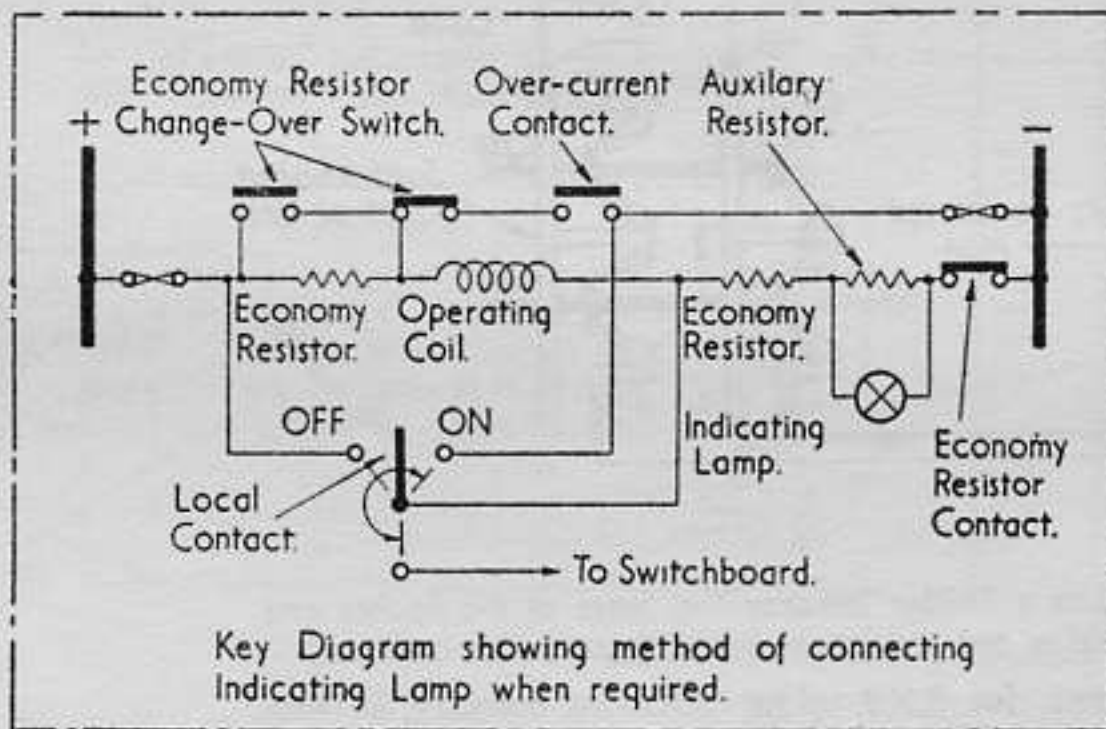 Economy Resistor
Change-Over Switch.
Over-current
Contact.
Auxilary
Resistor.
+
−
Economy
Resistor.
Operating
Coil.
Economy
Resistor.
OFF
ON
Indicating
Lamp.
Economy
Resistor
Contact.
Local
Contact.
To Switchboard.
Key Diagram showing method of connecting
Indicating Lamp when required.